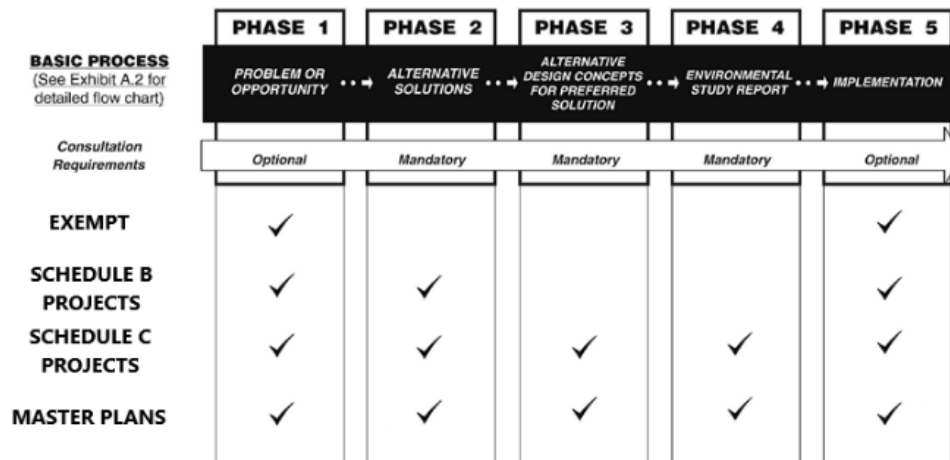 PHASE 1 PHASE 2 PHASE 3 PHASE 4 PHASE 5
BASIC PROCESS
(See Exhibit A.2 for
detailed flow chart)
PROBLEM OR
OPPORTUNITY
ALTERNATIVE
SOLUTIONS
ALTERNATIVE
DESIGN CONCEPTS
FOR PREFERRED
SOLUTION
ENVIRONMENTAL
STUDY REPORT
IMPLEMENTATION
Consultation
Requirements
Optional Mandatory Mandatory Mandatory Optional
EXEMPT ✓ ✓
SCHEDULE B
PROJECTS
✓ ✓ ✓
SCHEDULE C
PROJECTS
✓ ✓ ✓ ✓ ✓
MASTER PLANS ✓ ✓ ✓ ✓ ✓